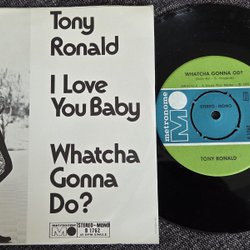 Tony
Ronald
I Love
You Baby
Whatcha
Gonna
Do?
metronome
STEREO-MONO
B 1762
WHATCHA GONNA DO?
STEREO - MONO
metronome
TONY RONALD